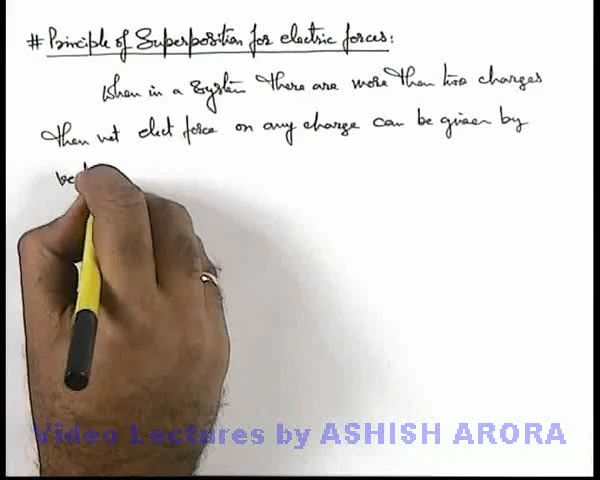 # Principle of Superposition for electric forces:
When in a System There are more Then two charges
Then net elect force on any charge can be given by
Video Lectures by ASHISH ARORA